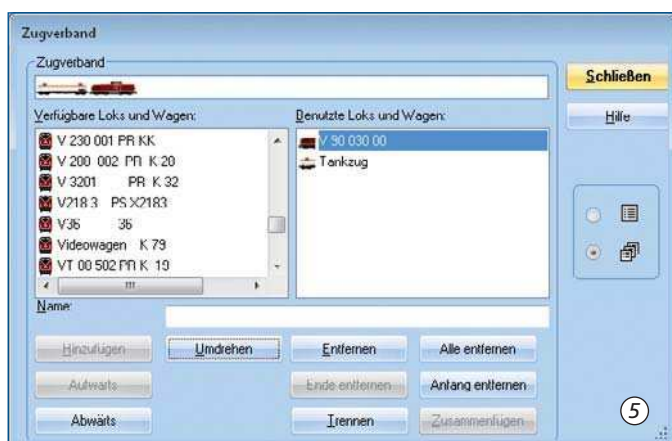 Zugverband
Zugverband
Schließen
Verfügbare Loks und Wagen:
Benutzte Loks und Wagen:
Hilfe
V 230 001 PR KK
V 200 002 PR K 20
V 3201 PR K 32
V218 3 PS X2183
V36 36
Videowagen K 79
VT 00 502 PR K 19
V 90 030 00
Tankzug
Name:
Hinzufügen
Umdrehen
Entfernen
Alle entfernen
Aufwärts
Ende entfernen
Anfang entfernen
Abwärts
Trennen
Zusammenfügen
5